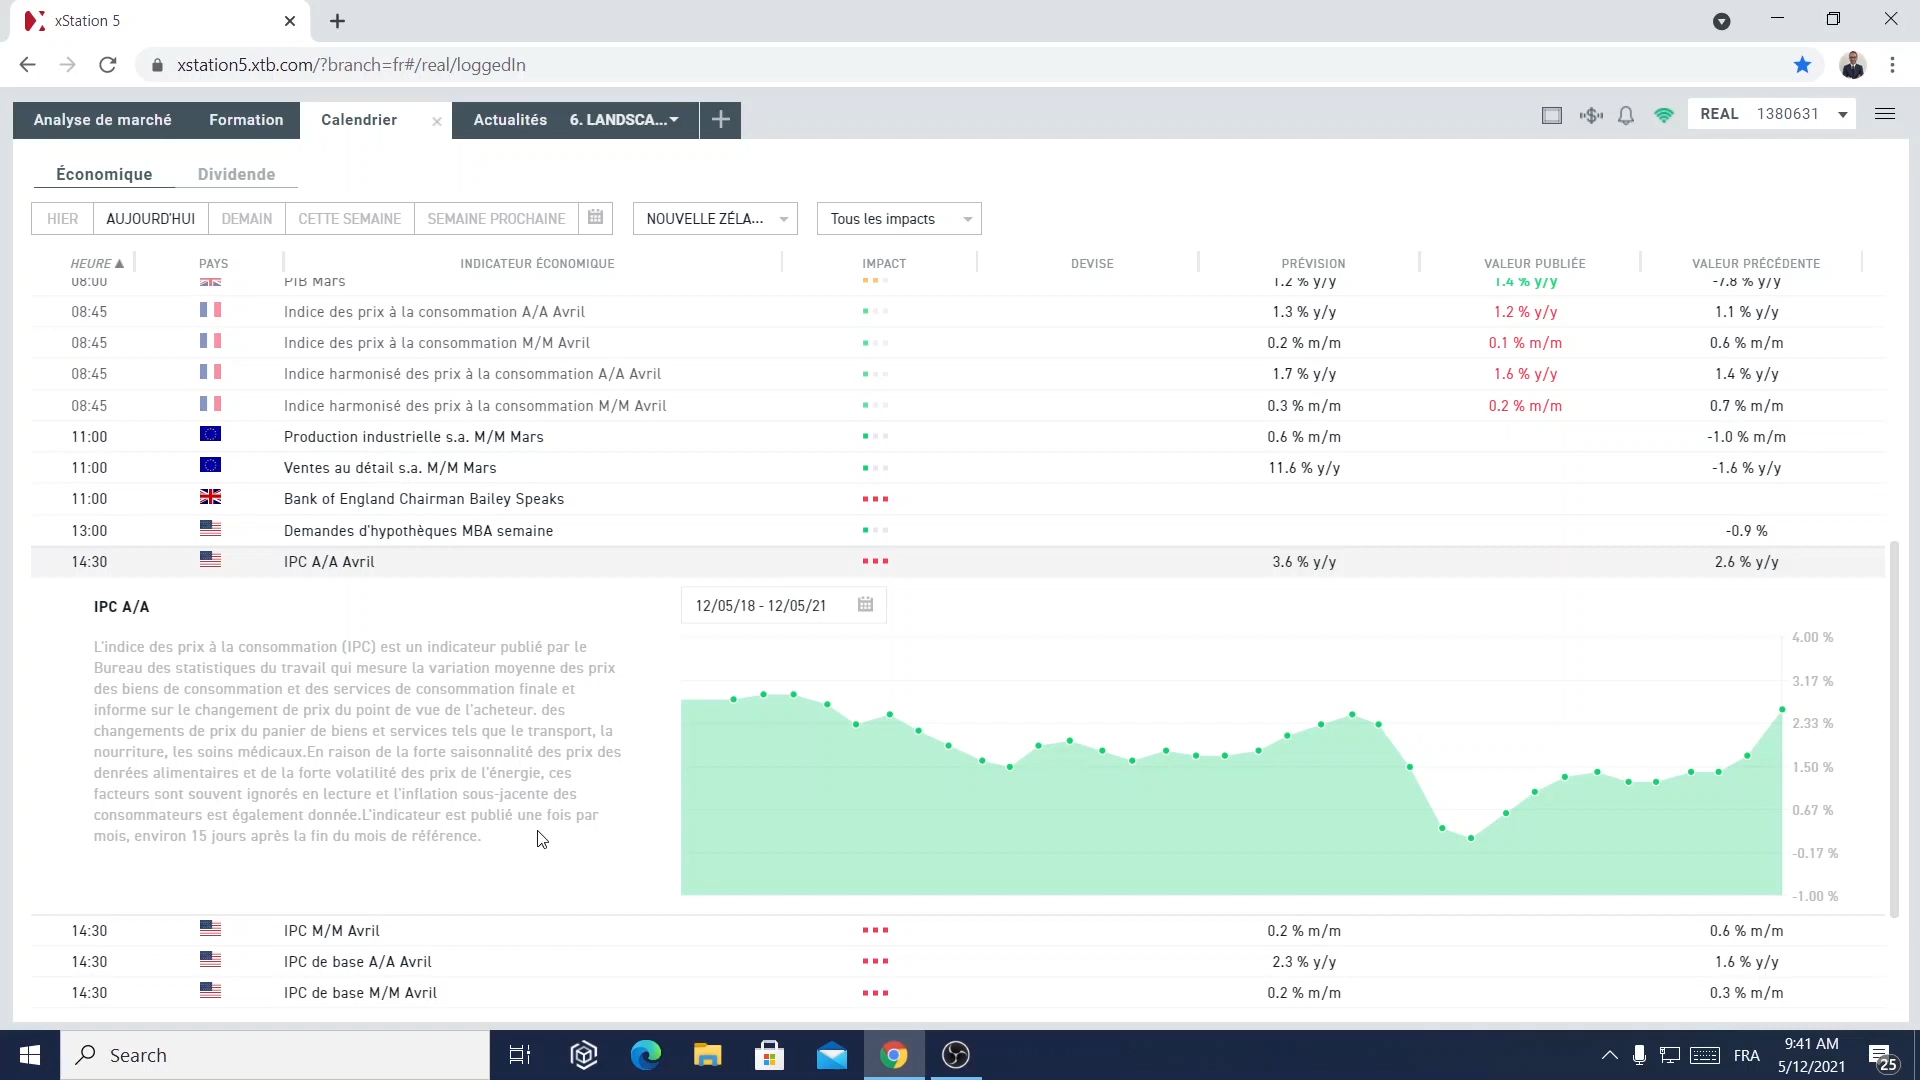 xStation 5
xstation5.xtb.com/?branch=fr#/real/loggedIn
Analyse de marché Formation Calendrier Actualités 6. LANDSCA... REAL 1380631
Économique Dividende
HIER AUJOURD'HUI DEMAIN CETTE SEMAINE SEMAINE PROCHAINE NOUVELLE ZÉLA... Tous les impacts
HEURE PAYS INDICATEUR ÉCONOMIQUE IMPACT DEVISE PRÉVISION VALEUR PUBLIÉE VALEUR PRÉCÉDENTE
08:00 PIB Mars 1.2 % y/y 1.4 % y/y -7.8 % y/y
08:45 Indice des prix à la consommation A/A Avril 1.3 % y/y 1.2 % y/y 1.1 % y/y
08:45 Indice des prix à la consommation M/M Avril 0.2 % m/m 0.1 % m/m 0.6 % m/m
08:45 Indice harmonisé des prix à la consommation A/A Avril 1.7 % y/y 1.6 % y/y 1.4 % y/y
08:45 Indice harmonisé des prix à la consommation M/M Avril 0.3 % m/m 0.2 % m/m 0.7 % m/m
11:00 Production industrielle s.a. M/M Mars 0.6 % m/m -1.0 % m/m
11:00 Ventes au détail s.a. M/M Mars 11.6 % y/y -1.6 % y/y
11:00 Bank of England Chairman Bailey Speaks
13:00 Demandes d'hypothèques MBA semaine -0.9 %
14:30 IPC A/A Avril 3.6 % y/y 2.6 % y/y
IPC A/A
L'indice des prix à la consommation (IPC) est un indicateur publié par le
Bureau des statistiques du travail qui mesure la variation moyenne des prix
des biens de consommation et des services de consommation finale et
informe sur le changement de prix du point de vue de l'acheteur. des
changements de prix du panier de biens et services tels que le transport, la
nourriture, les soins médicaux.En raison de la forte saisonnalité des prix des
denrées alimentaires et de la forte volatilité des prix de l'énergie, ces
facteurs sont souvent ignorés en lecture et l'inflation sous-jacente des
consommateurs est également donnée.L'indicateur est publié une fois par
mois, environ 15 jours après la fin du mois de référence.
12/05/18 - 12/05/21
4.00 %
3.17 %
2.33 %
1.50 %
0.67 %
-0.17 %
-1.00 %
14:30 IPC M/M Avril 0.2 % m/m 0.6 % m/m
14:30 IPC de base A/A Avril 2.3 % y/y 1.6 % y/y
14:30 IPC de base M/M Avril 0.2 % m/m 0.3 % m/m
Search
FRA
9:41 AM
5/12/2021
25